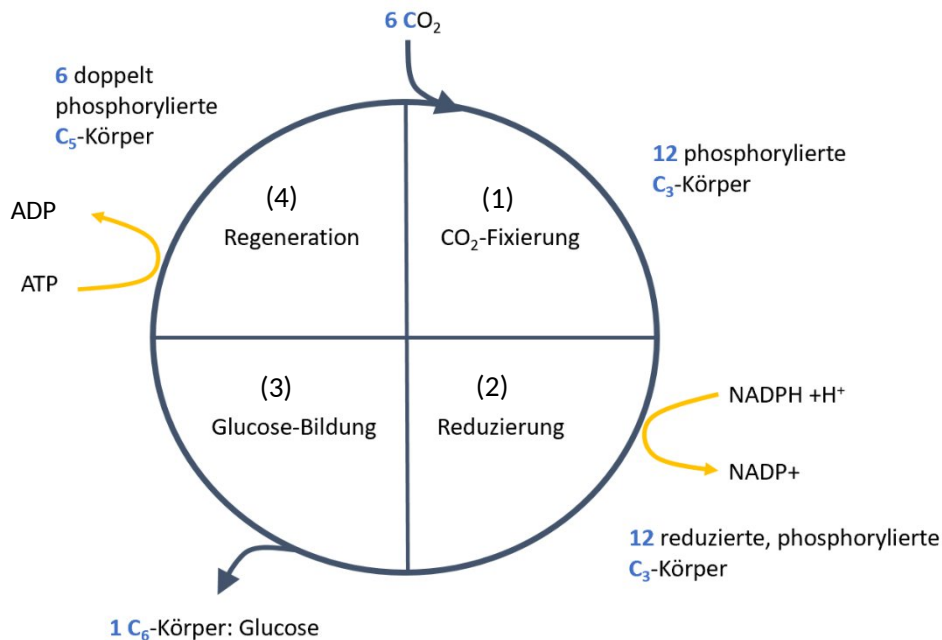 6 CO₂
6 doppelt
phosphorylierte
C₅-Körper
12 phosphorylierte
C₃-Körper
(4)
Regeneration
(1)
CO₂-Fixierung
ADP
ATP
(3)
Glucose-Bildung
(2)
Reduzierung
NADPH +H⁺
NADP+
12 reduzierte, phosphorylierte
C₃-Körper
1 C₆-Körper: Glucose